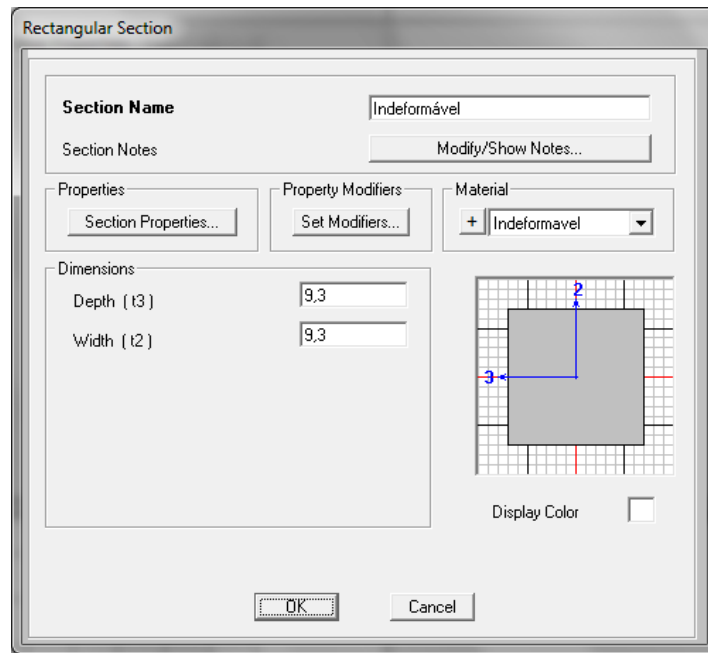 Rectangular Section
Section Name
Indeformável
Section Notes
Modify/Show Notes...
Properties
Property Modifiers
Material
Section Properties...
Set Modifiers...
+
Indeformavel
Dimensions
Depth ( t3 )
9,3
Width ( t2 )
9,3
2
3
Display Color
OK
Cancel